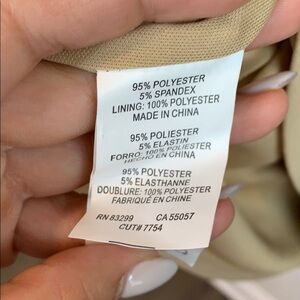 95% POLYESTER
5% SPANDEX
LINING: 100% POLYESTER
MADE IN CHINA
95% POLIESTER
5% ELASTIN
FORRO: 100% POLIESTER
HECHO EN CHINA
95% POLYESTER
5% ELASTHANNE
DOUBLURE: 100% POLYESTER
FABRIQUÉ EN CHINE
RN 83299 CA 55057
CUT# 7754